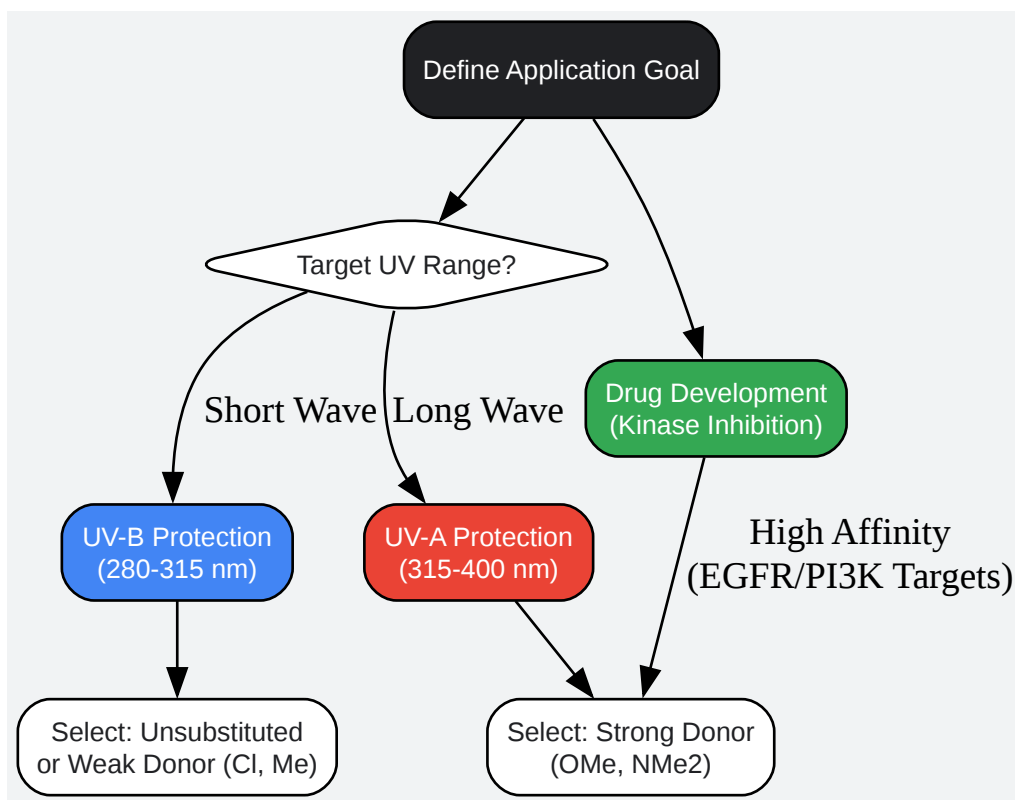 Define Application Goal
Target UV Range?
Drug Development
(Kinase Inhibition)
Short Wave
Long Wave
UV-B Protection
(280-315 nm)
UV-A Protection
(315-400 nm)
High Affinity
(EGFR/PI3K Targets)
Select: Unsubstituted
or Weak Donor (Cl, Me)
Select: Strong Donor
(OMe, NMe2)